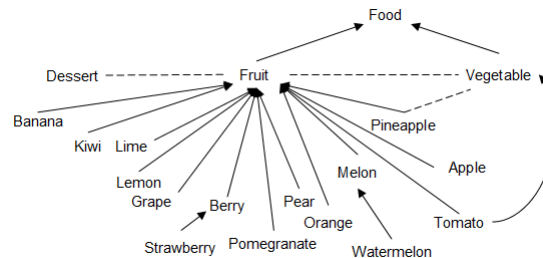 Food
Dessert
Fruit
Vegetable
Banana
Pineapple
Kiwi
Lime
Melon
Apple
Lemon
Grape
Berry
Pear
Orange
Tomato
Strawberry
Pomegranate
Watermelon